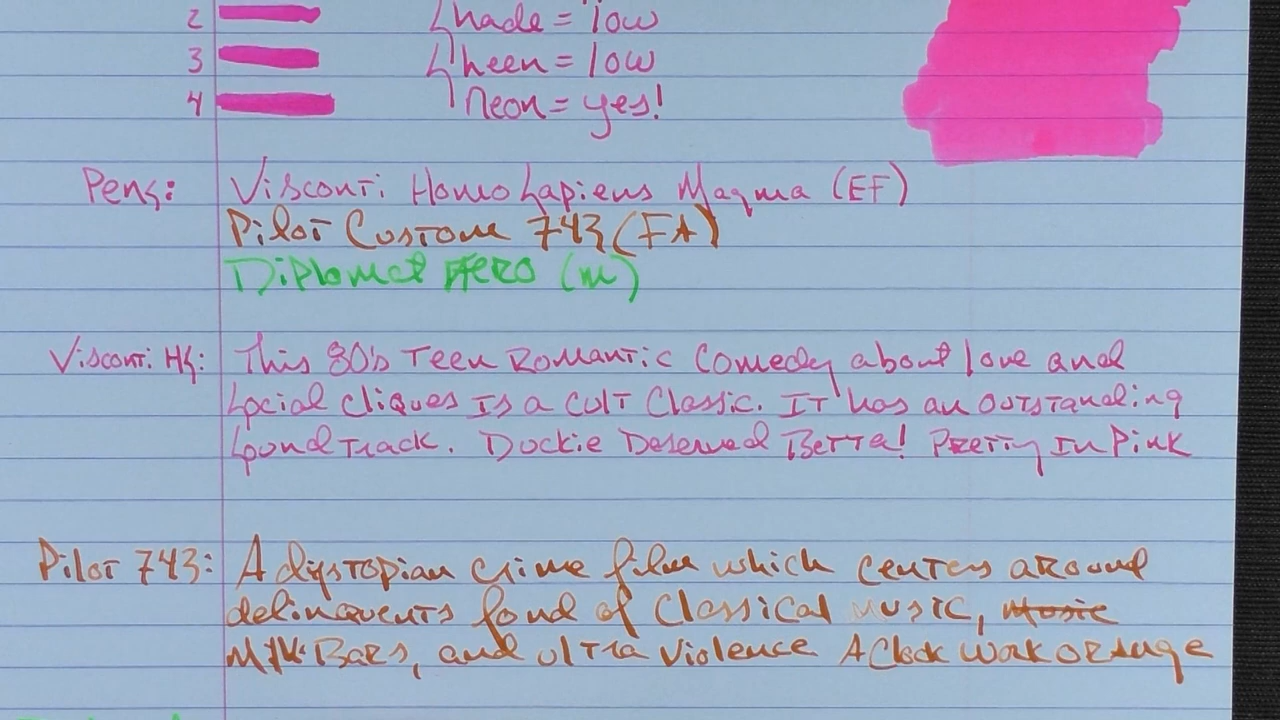 2 Shade = low
3 Sheen = low
4 Neon = yes!
Pens: Visconti Homo Sapiens Magma (EF)
Pilot Custom 743 (FA)
Diplomat AERO (M)
Visconti HS: This 80's Teen Romantic Comedy about love and
Social cliques Is a cult Classic. IT has an outstanding
Soundtrack. Duckie Deserved Betta! Pretty In Pink
Pilot 743: A dystopian crime film which centers around
delinquents fond of Classical music, Music
Milk Bars, and ultra violence A Clock work orange